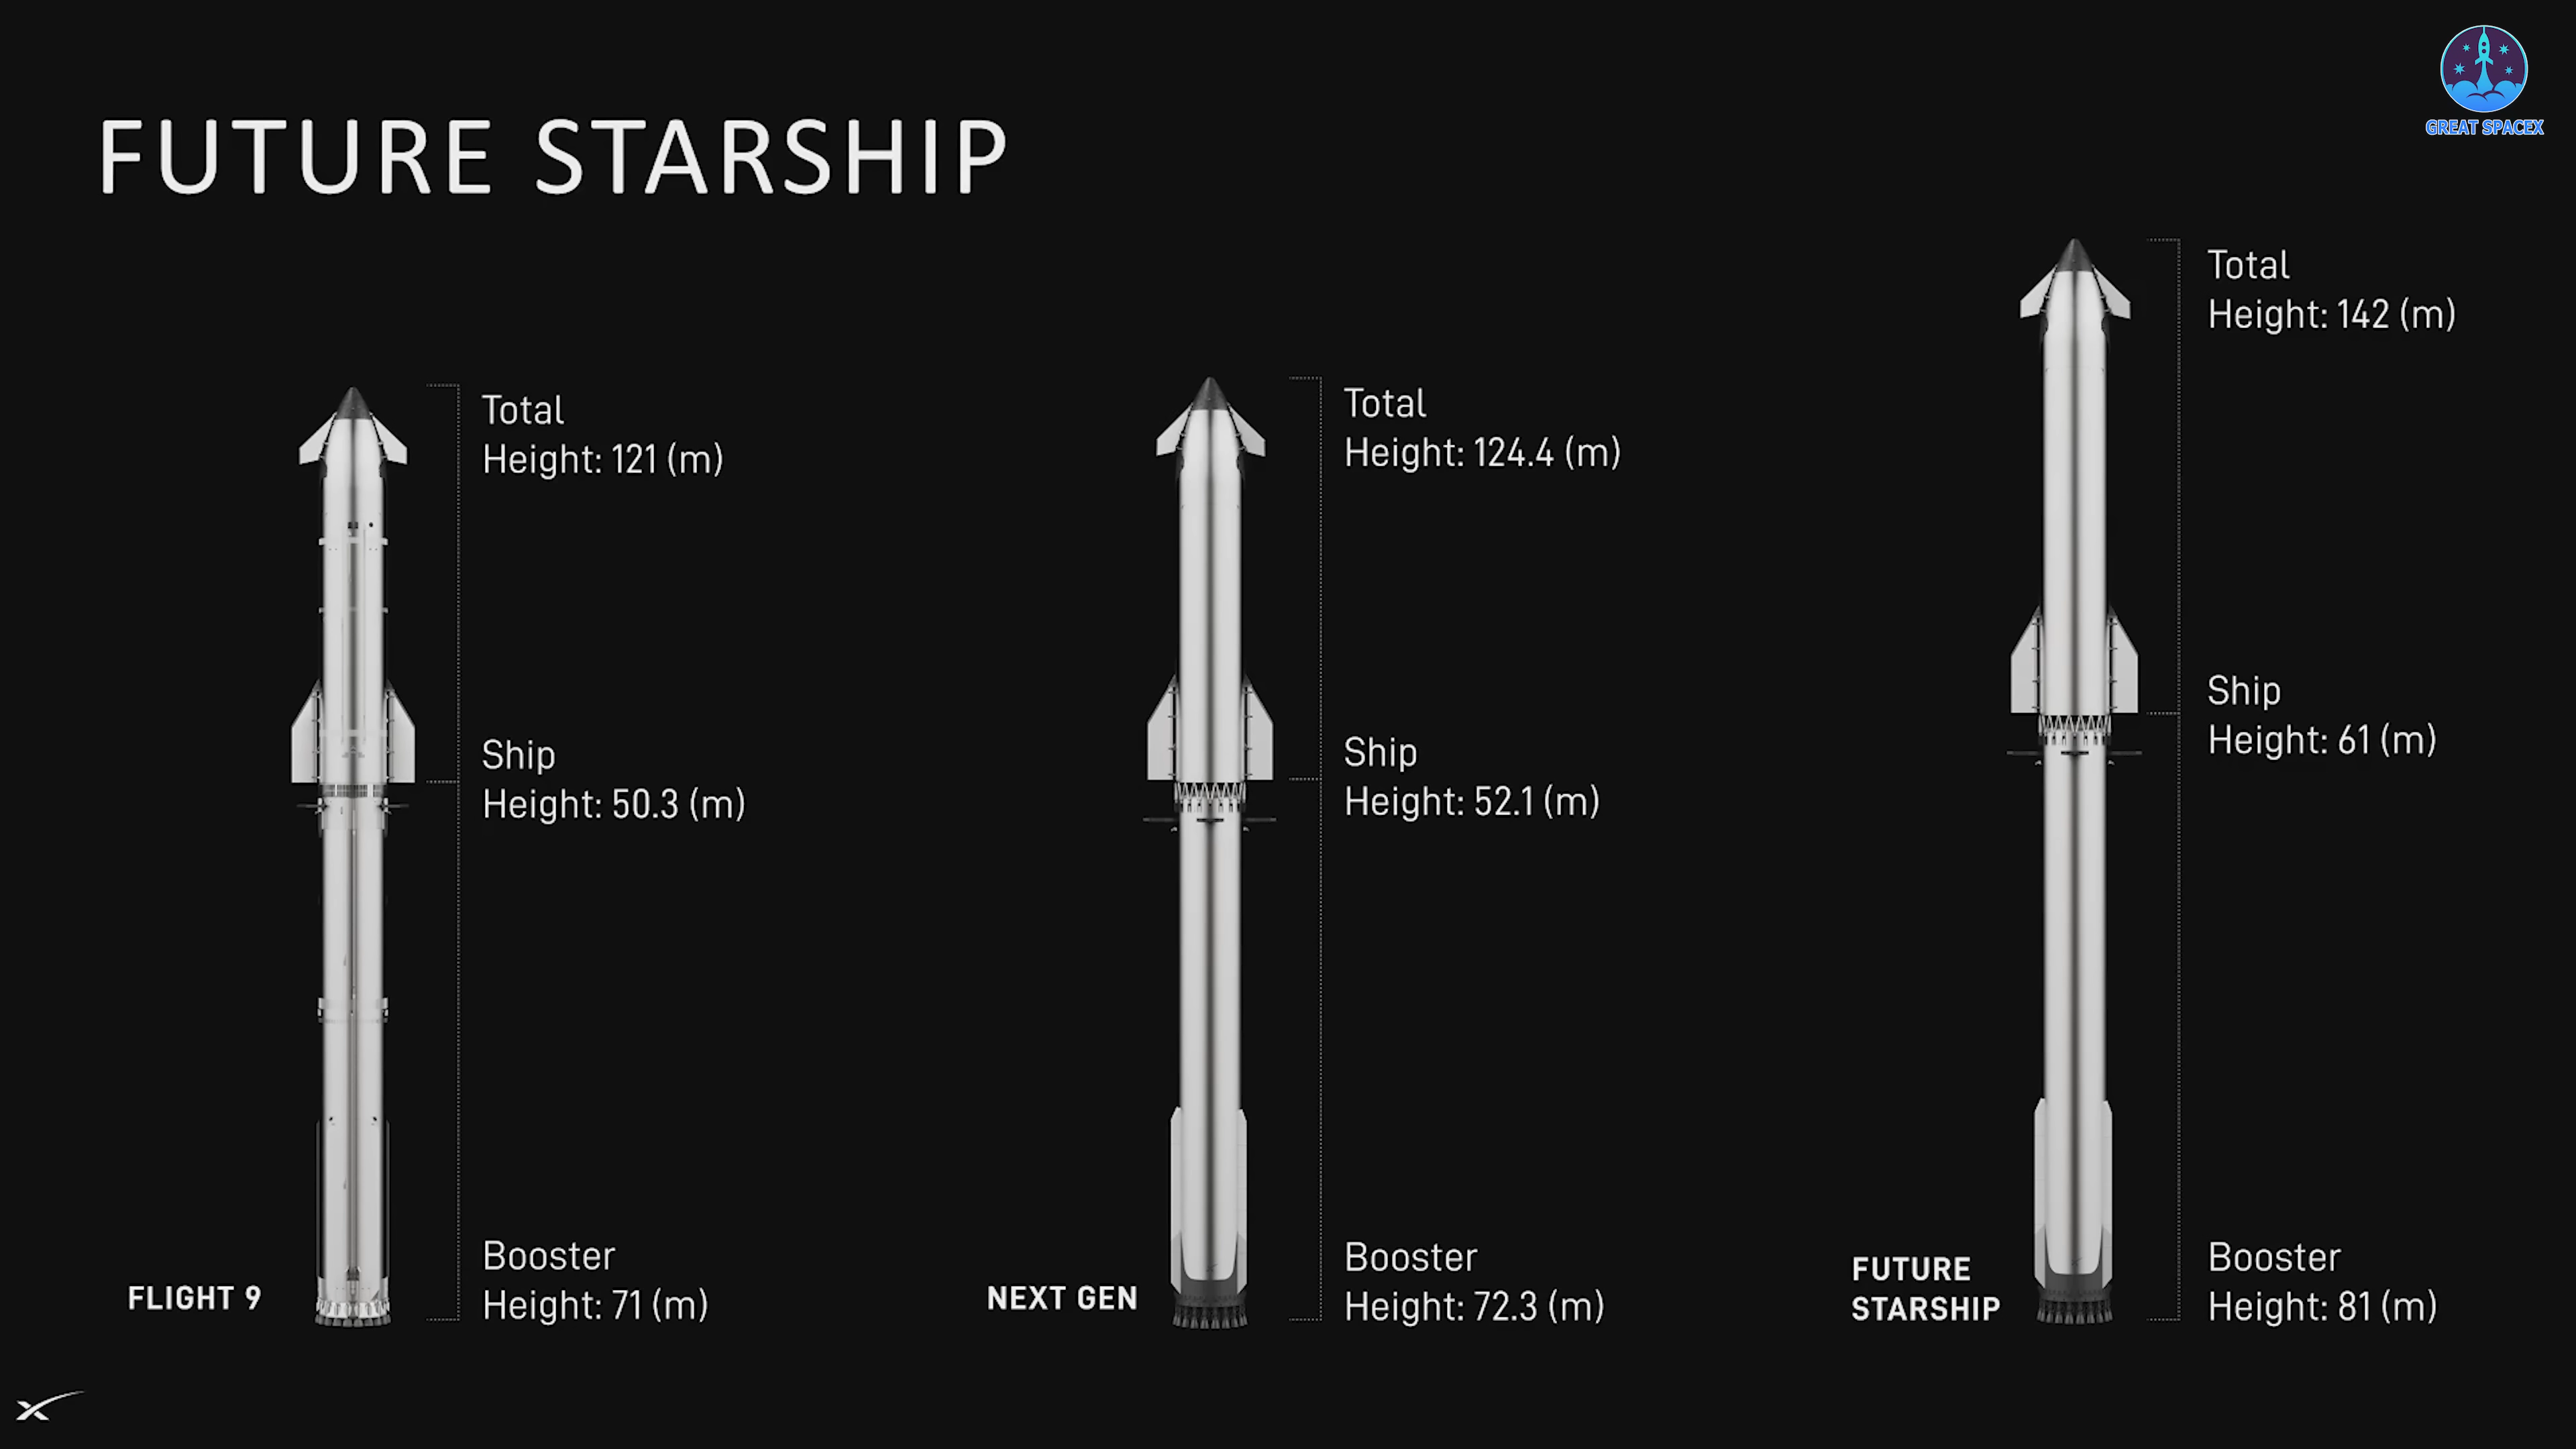 GREAT SPACEX
FUTURE STARSHIP
Total
Height: 121 (m)
Ship
Height: 50.3 (m)
Booster
Height: 71 (m)
FLIGHT 9
Total
Height: 124.4 (m)
Ship
Height: 52.1 (m)
Booster
Height: 72.3 (m)
NEXT GEN
Total
Height: 142 (m)
Ship
Height: 61 (m)
Booster
Height: 81 (m)
FUTURE
STARSHIP